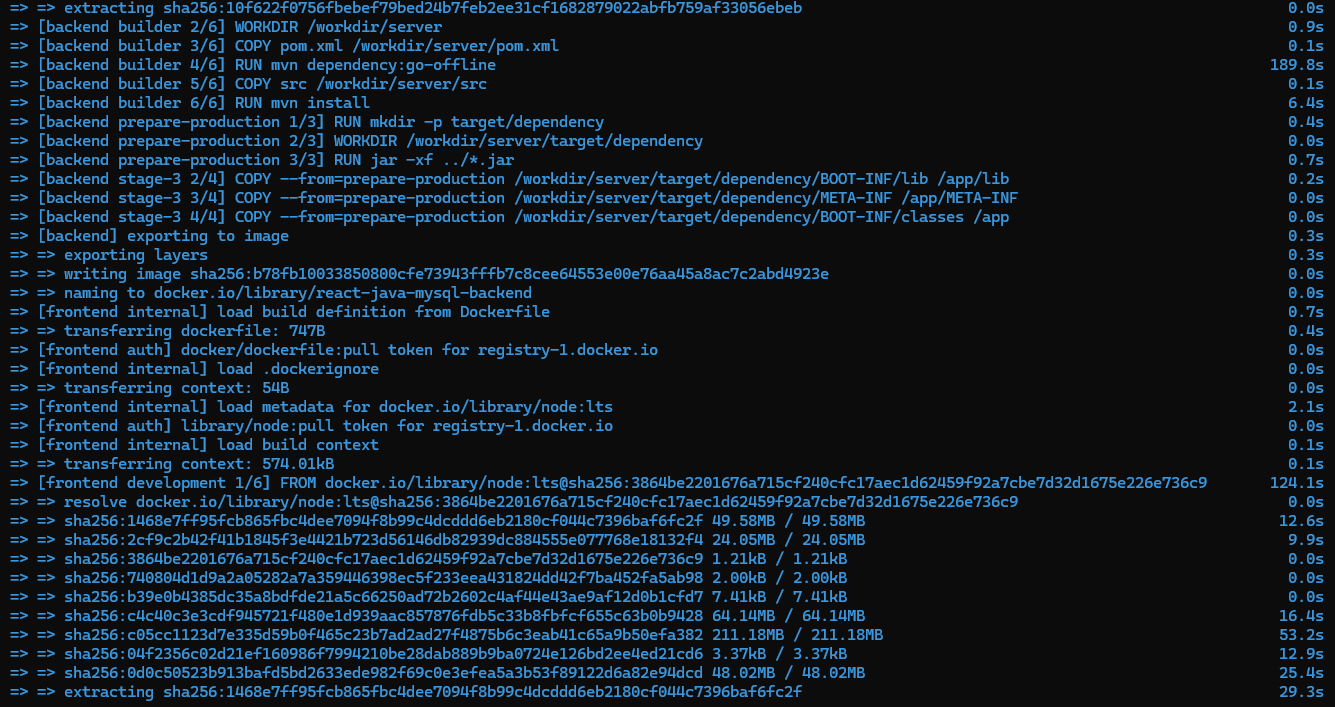 => => extracting sha256:10f622f0756fbebef79bed24b7feb2ee31cf1682879022abfb759af33056ebeb 0.0s
=> [backend builder 2/6] WORKDIR /workdir/server 0.9s
=> [backend builder 3/6] COPY pom.xml /workdir/server/pom.xml 0.1s
=> [backend builder 4/6] RUN mvn dependency:go-offline 189.8s
=> [backend builder 5/6] COPY src /workdir/server/src 0.1s
=> [backend builder 6/6] RUN mvn install 6.4s
=> [backend prepare-production 1/3] RUN mkdir -p target/dependency 0.4s
=> [backend prepare-production 2/3] WORKDIR /workdir/server/target/dependency 0.0s
=> [backend prepare-production 3/3] RUN jar -xf ../*.jar 0.7s
=> [backend stage-3 2/4] COPY --from=prepare-production /workdir/server/target/dependency/BOOT-INF/lib /app/lib 0.2s
=> [backend stage-3 3/4] COPY --from=prepare-production /workdir/server/target/dependency/META-INF /app/META-INF 0.0s
=> [backend stage-3 4/4] COPY --from=prepare-production /workdir/server/target/dependency/BOOT-INF/classes /app 0.0s
=> [backend] exporting to image 0.3s
=> => exporting layers 0.3s
=> => writing image sha256:b78fb10033850800cfe73943fffb7c8cee64553e00e76aa45a8ac7c2abd4923e 0.0s
=> => naming to docker.io/library/react-java-mysql-backend 0.0s
=> [frontend internal] load build definition from Dockerfile 0.7s
=> => transferring dockerfile: 747B 0.4s
=> [frontend auth] docker/dockerfile:pull token for registry-1.docker.io 0.0s
=> [frontend internal] load .dockerignore 0.0s
=> => transferring context: 54B 0.0s
=> [frontend internal] load metadata for docker.io/library/node:lts 2.1s
=> [frontend auth] library/node:pull token for registry-1.docker.io 0.0s
=> [frontend internal] load build context 0.1s
=> => transferring context: 574.01kB 0.1s
=> [frontend development 1/6] FROM docker.io/library/node:lts@sha256:3864be2201676a715cf240cfc17aec1d62459f92a7cbe7d32d1675e226e736c9 124.1s
=> => resolve docker.io/library/node:lts@sha256:3864be2201676a715cf240cfc17aec1d62459f92a7cbe7d32d1675e226e736c9 0.0s
=> => sha256:1468e7ff95fcb865fbc4dee7094f8b99c4dcddd6eb2180cf044c7396baf6fc2f 49.58MB / 49.58MB 12.6s
=> => sha256:2cf9c2b42f41b1845f3e4421b723d56146db82939dc884555e077768e18132f4 24.05MB / 24.05MB 9.9s
=> => sha256:3864be2201676a715cf240cfc17aec1d62459f92a7cbe7d32d1675e226e736c9 1.21kB / 1.21kB 0.0s
=> => sha256:740804d1d9a2a05282a7a359446398ec5f233eea431824dd42f7ba452fa5ab98 2.00kB / 2.00kB 0.0s
=> => sha256:b39e0b4385dc35a8bdfde21a5c66250ad72b2602c4af44e43ae9af12d0b1cfd7 7.41kB / 7.41kB 0.0s
=> => sha256:c4c40c3e3cdf945721f480e1d939aac857876fdb5c33b8fbfcf655c63b0b9428 64.14MB / 64.14MB 16.4s
=> => sha256:c05cc1123d7e335d59b0f465c23b7ad2ad27f4875b6c3eab41c65a9b50efa382 211.18MB / 211.18MB 53.2s
=> => sha256:04f2356c02d21ef160986f7994210be28dab889b9ba0724e126bd2ee4ed21cd6 3.37kB / 3.37kB 12.9s
=> => sha256:0d0c50523b913bafd5bd2633ede982f69c0e3efea5a3b53f89122d6a82e94dcd 48.02MB / 48.02MB 25.4s
=> => extracting sha256:1468e7ff95fcb865fbc4dee7094f8b99c4dcddd6eb2180cf044c7396baf6fc2f 29.3s